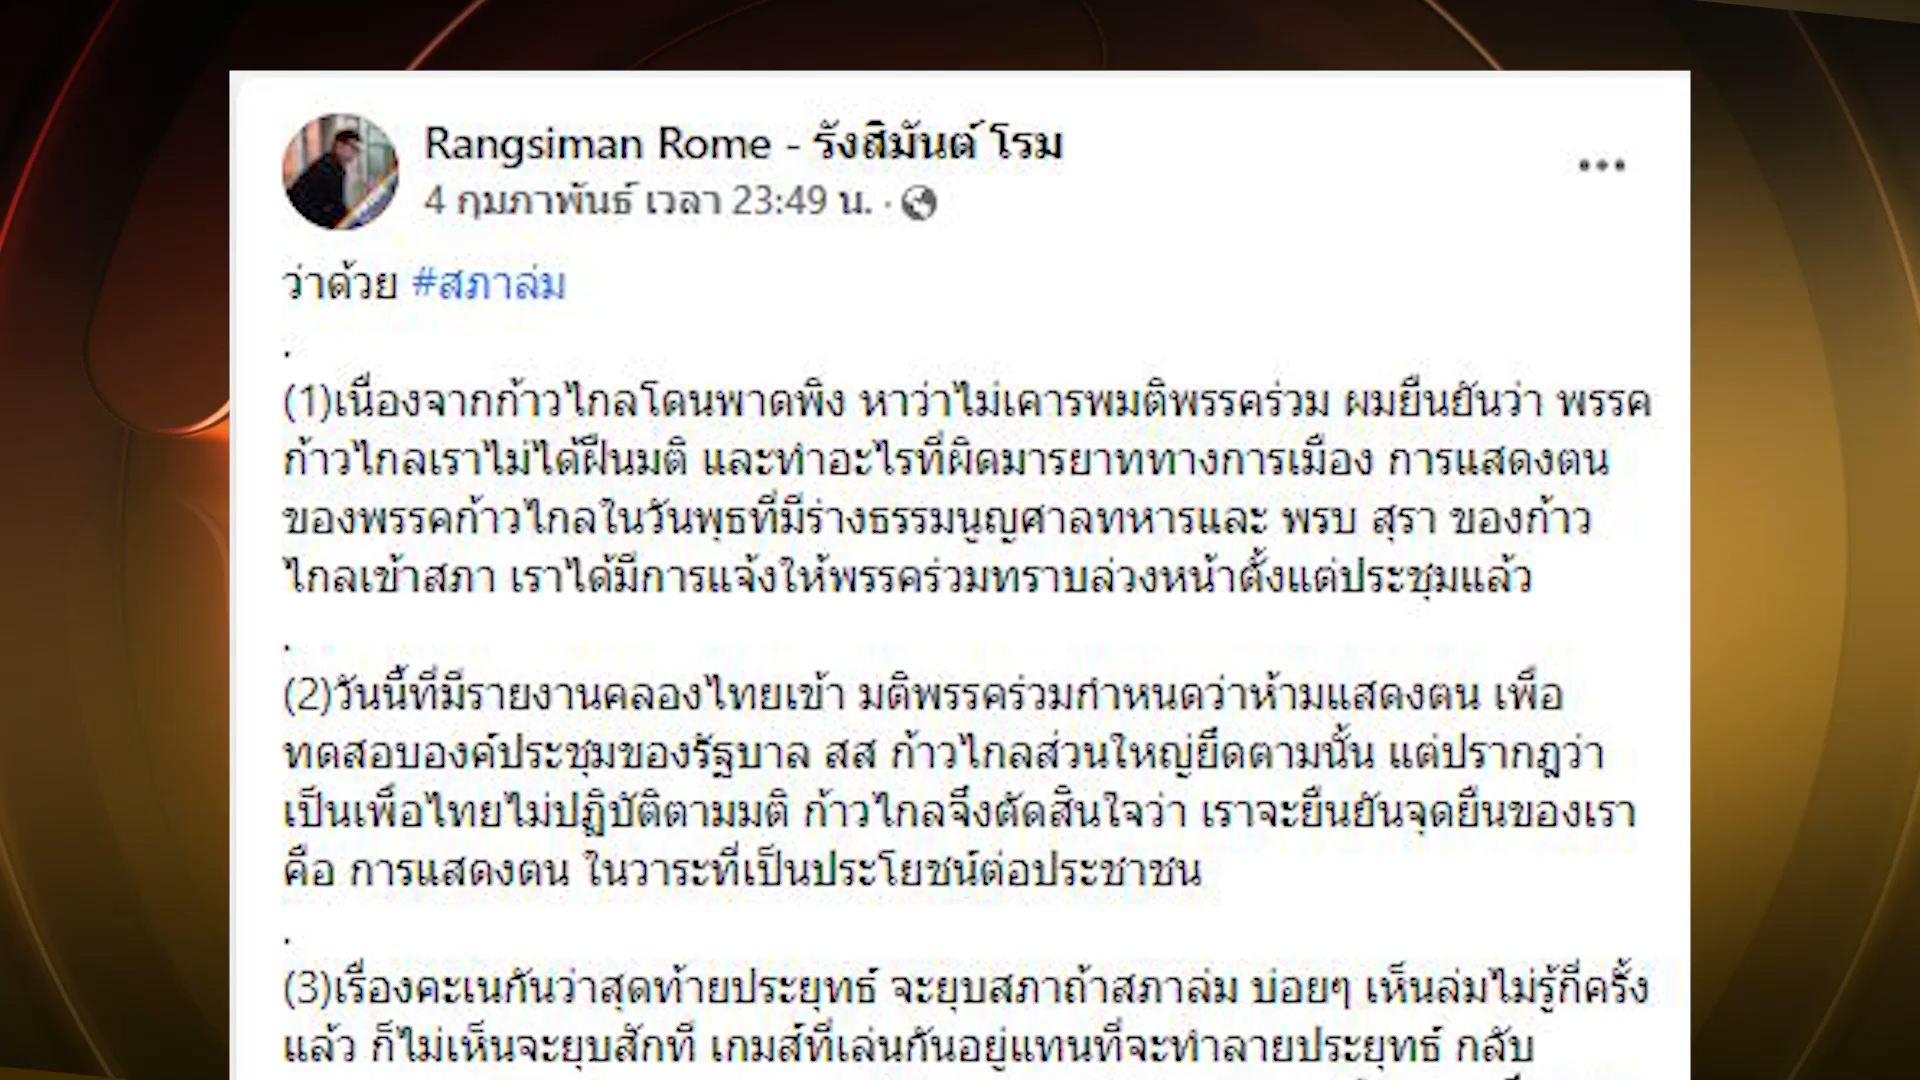 Rangsiman Rome - รังสิมันต์ โรม
4 กุมภาพันธ์ เวลา 23:49 น. ·
ว่าด้วย #สภาล่ม
.
(1)เนื่องจากก้าวไกลโดนพาดพิง หาว่าไม่เคารพมติพรรคร่วม ผมยืนยันว่า พรรค
ก้าวไกลเราไม่ได้ฝืนมติ และทำอะไรที่ผิดมารยาททางการเมือง การแสดงตน
ของพรรคก้าวไกลในวันพุธที่มีร่างธรรมนูญศาลทหารและ พรบ สุรา ของก้าว
ไกลเข้าสภา เราได้มีการแจ้งให้พรรคร่วมทราบล่วงหน้าตั้งแต่ประชุมแล้ว
.
(2)วันนี้ที่มีรายงานคลองไทยเข้า มติพรรคร่วมกำหนดว่าห้ามแสดงตน เพื่อ
ทดสอบองค์ประชุมของรัฐบาล สส ก้าวไกลส่วนใหญ่ยึดตามนั้น แต่ปรากฎว่า
เป็นเพื่อไทยไม่ปฏิบัติตามมติ ก้าวไกลจึงตัดสินใจว่า เราจะยืนยันจุดยืนของเรา
คือ การแสดงตน ในวาระที่เป็นประโยชน์ต่อประชาชน
.
(3)เรื่องคะเนกันว่าสุดท้ายประยุทธ์ จะยุบสภาถ้าสภาล่ม บ่อยๆ เห็นล่มไม่รู้กี่ครั้ง
แล้ว ก็ไม่เห็นจะยุบสักที เกมส์ที่เล่นกันอยู่แทนที่จะทำลายประยุทธ์ กลับ